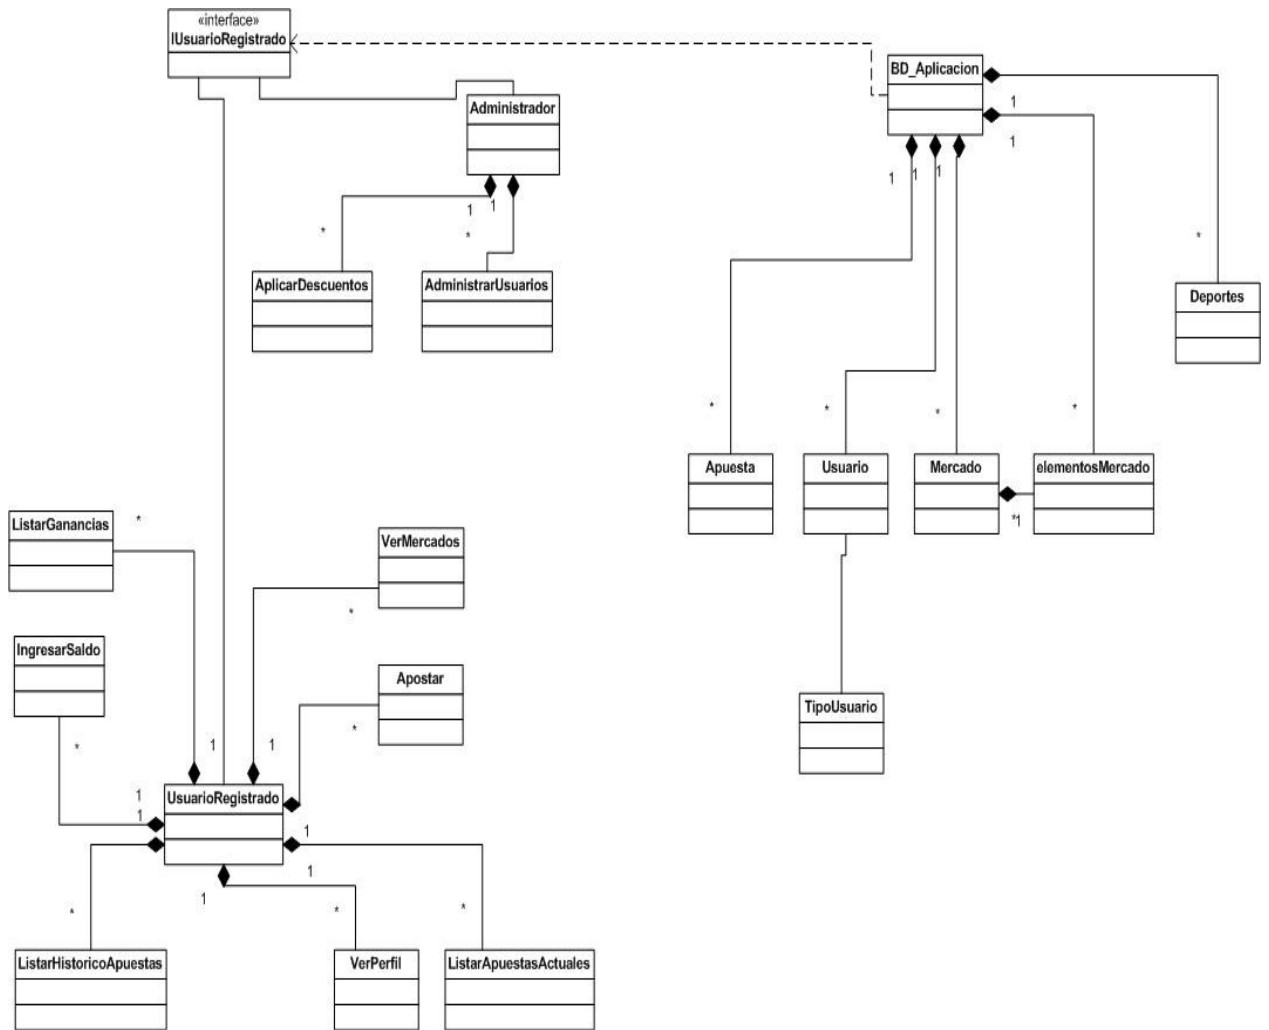 «interface»
IUsuarioRegistrado
BD_Aplicacion
Administrador
1
1
1
1
1
1
1
*
*
*
AplicarDescuentos
AdministrarUsuarios
Deportes
*
*
*
*
Apuesta
Usuario
Mercado
elementosMercado
*1
ListarGanancias
*
VerMercados
*
IngresarSaldo
*
Apostar
*
TipoUsuario
1
1
UsuarioRegistrado
1
1
1
1
1
*
*
*
ListarHistoricoApuestas
VerPerfil
ListarApuestasActuales